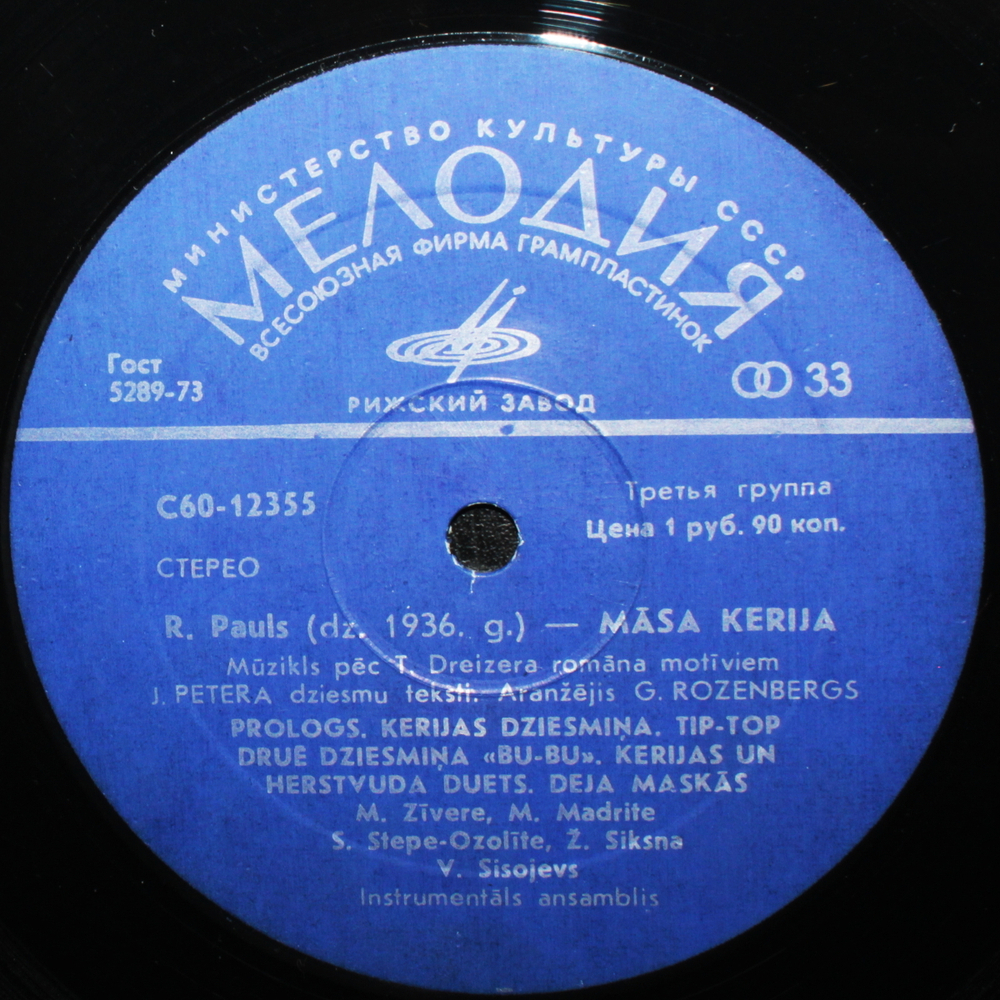 МИНИСТЕРСТВО КУЛЬТУРЫ СССР
МЕЛОДИЯ
ВСЕСОЮЗНАЯ ФИРМА ГРАМПЛАСТИНОК
Гост
5289-73
33
РИЖСКИЙ ЗАВОД
С60-12355
Третья группа
Цена 1 руб. 90 коп.
СТЕРЕО
R. Pauls (dz. 1936. g.) — MĀSA KERIJA
Mūzikls pēc T. Dreizera romāna motīviem
J. PETERA dziesmu teksti. Aranžējis G. ROZENBERGS
PROLOGS. KERIJAS DZIESMIŅA. TIP-TOP
DRUĒ DZIESMIŅA «BU-BU». KERIJAS UN
HERSTVUDA DUETS. DEJA MASKĀS
M. Zīvere, M. Madrite
S. Stepe-Ozolīte, Ž. Siksna
V. Sisojevs
Instrumentāls ansamblis